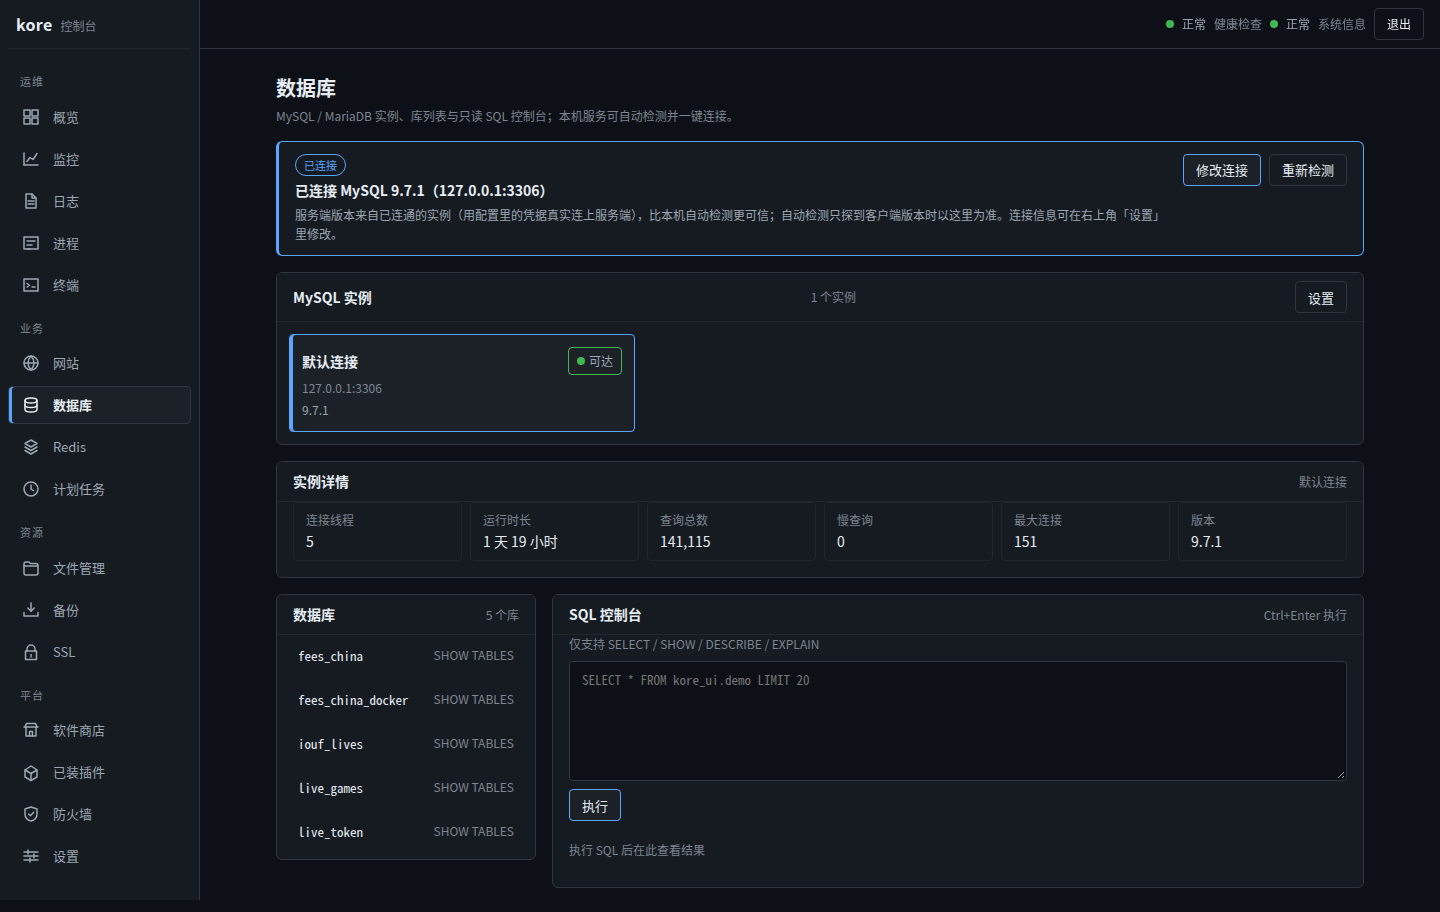 kore 控制台
正常 健康检查 正常 系统信息 退出
运维
概览
监控
日志
进程
终端
业务
网站
数据库
Redis
计划任务
资源
文件管理
备份
SSL
平台
软件商店
已装插件
防火墙
设置
数据库
MySQL / MariaDB 实例、库列表与只读 SQL 控制台；本机服务可自动检测并一键连接。
已连接
修改连接 重新检测
已连接 MySQL 9.7.1（127.0.0.1:3306）
服务端版本来自已连通的实例（用配置里的凭据真实连上服务端），比本机自动检测更可信；自动检测只探到客户端版本时以这里为准。连接信息可在右上角「设置」
里修改。
MySQL 实例 1 个实例 设置
默认连接 可达
127.0.0.1:3306
9.7.1
实例详情 默认连接
连接线程 运行时长 查询总数 慢查询 最大连接 版本
5 1 天 19 小时 141,115 0 151 9.7.1
数据库 5 个库
fees_china SHOW TABLES
fees_china_docker SHOW TABLES
iouf_lives SHOW TABLES
live_games SHOW TABLES
live_token SHOW TABLES
SQL 控制台 Ctrl+Enter 执行
仅支持 SELECT / SHOW / DESCRIBE / EXPLAIN
SELECT * FROM kore_ui.demo LIMIT 20
执行
执行 SQL 后在此查看结果